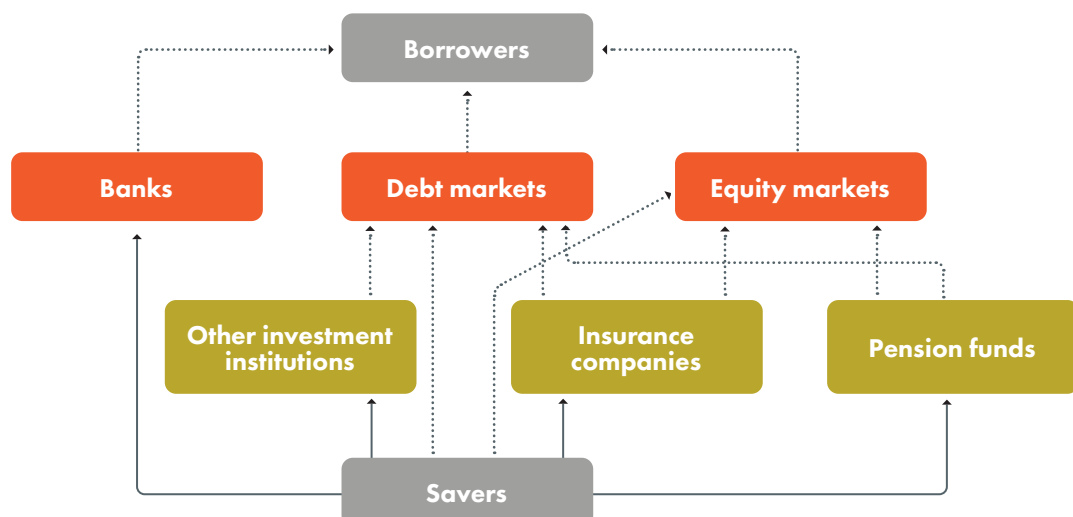 Borrowers
Banks
Debt markets
Equity markets
Other investment
institutions
Insurance
companies
Pension funds
Savers